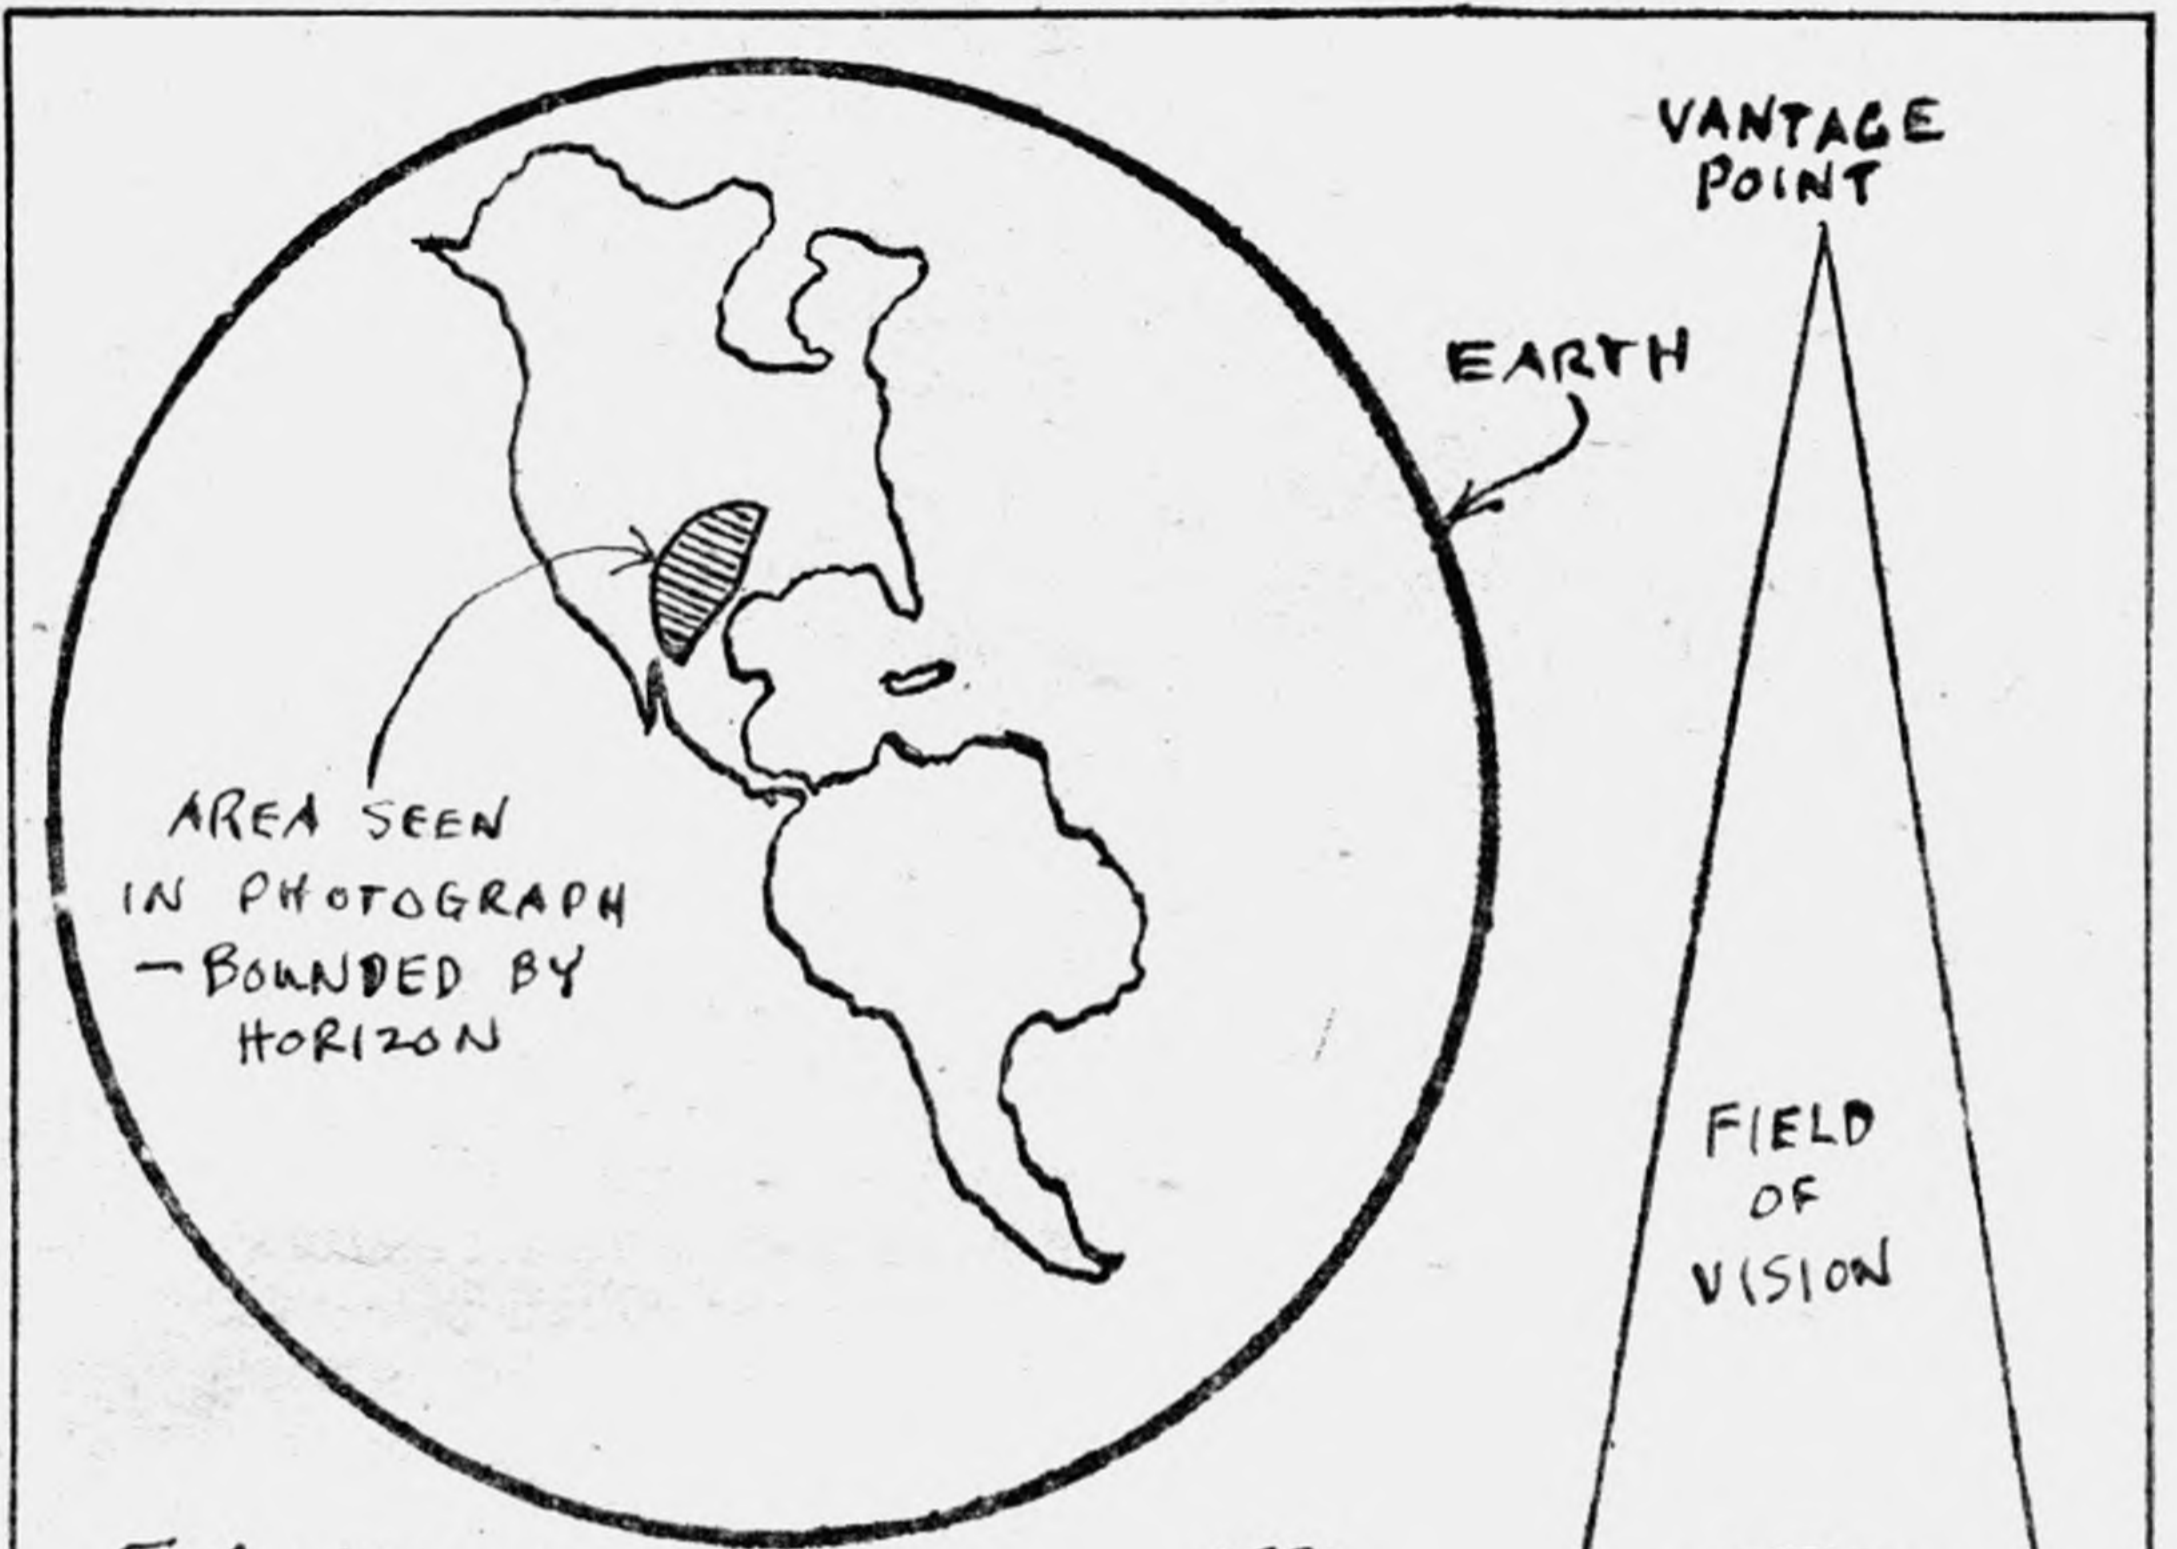 VANTAGE
POINT
EARTH
AREA SEEN
IN PHOTOGRAPH
— BOUNDED BY
HORIZON
FIELD
OF
VISION